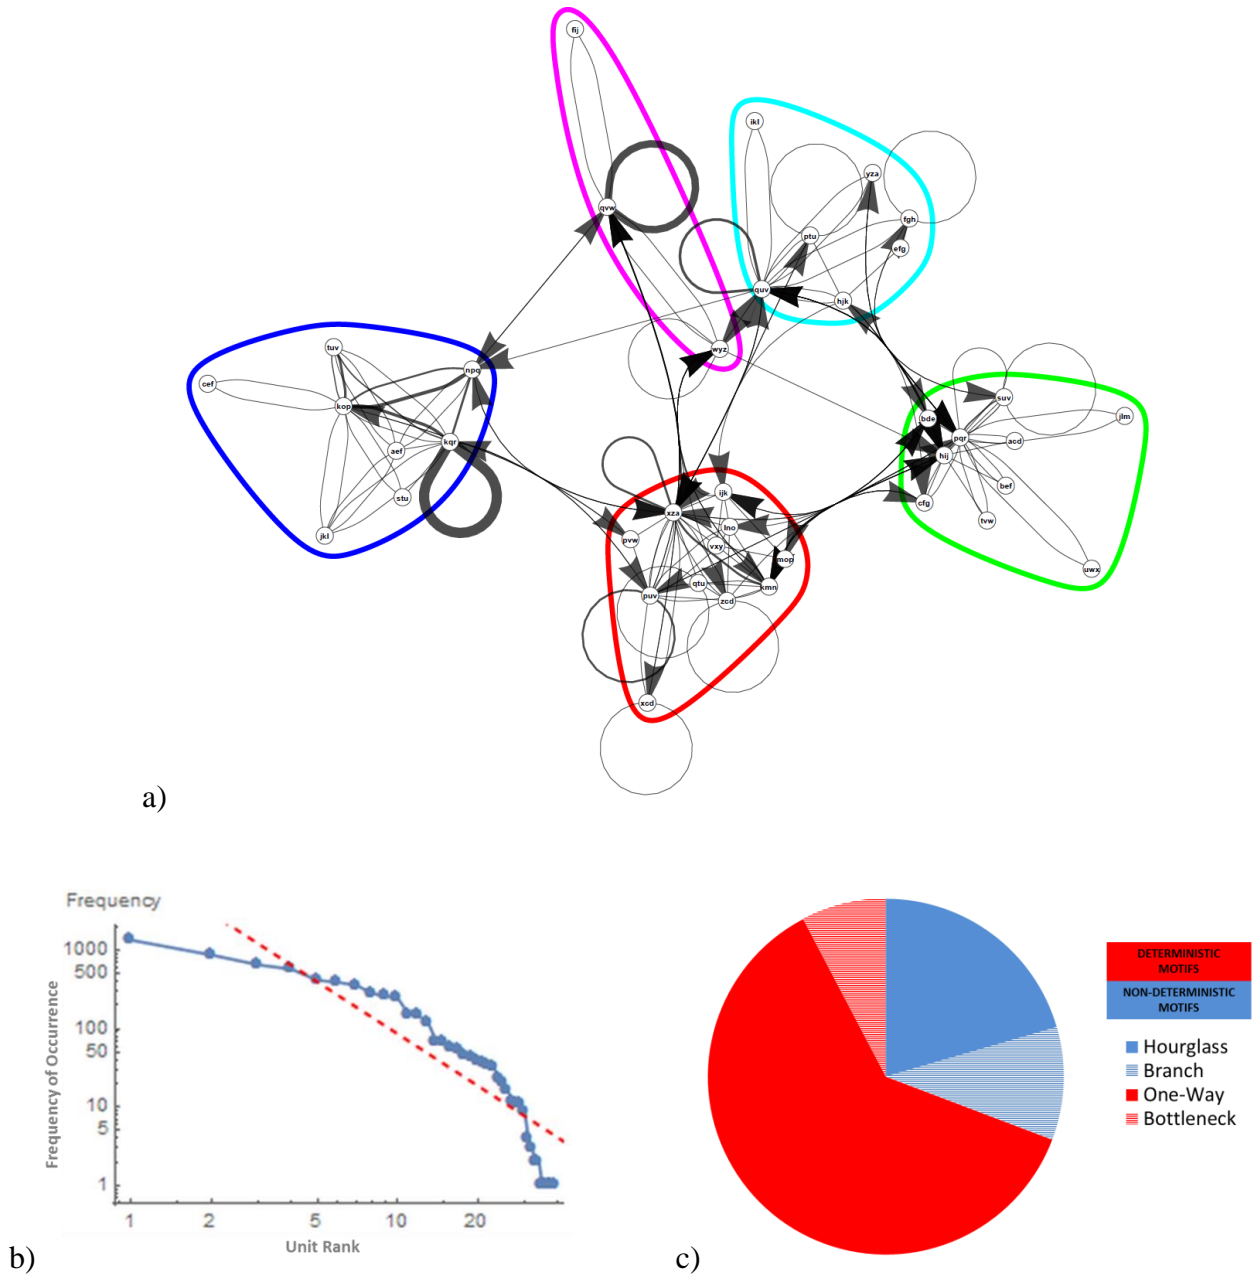 fij
ikl
yza
qvw
fgh
ptu
efg
quv
hjk
wyz
tuv
npq
cef
suv
kop
jlm
bde
pqr
kqr
acd
aef
hij
bef
ijk
stu
cfg
xza
tvw
lno
jkl
pvw
vxy
mop
uwx
qtu
kmn
puv
zcd
xcd
a)
Frequency
1000
500
100
50
10
5
1
Frequency of Occurrence
1 2 5 10 20
Unit Rank
b)
DETERMINISTIC
MOTIFS
NON-DETERMINISTIC
MOTIFS
Hourglass
Branch
One-Way
Bottleneck
c)